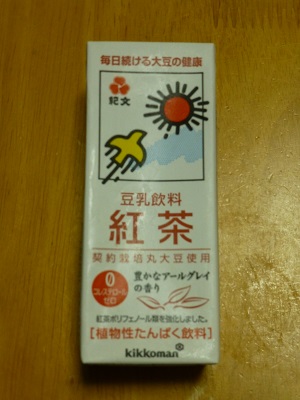 毎日続ける大豆の健康
紀文
豆乳飲料
紅茶
契約栽培丸大豆使用
0
コレステロール
ゼロ
豊かなアールグレイ
の香り
紅茶ポリフェノール類を強化しました。
[植物性たんぱく飲料]
kikkoman®